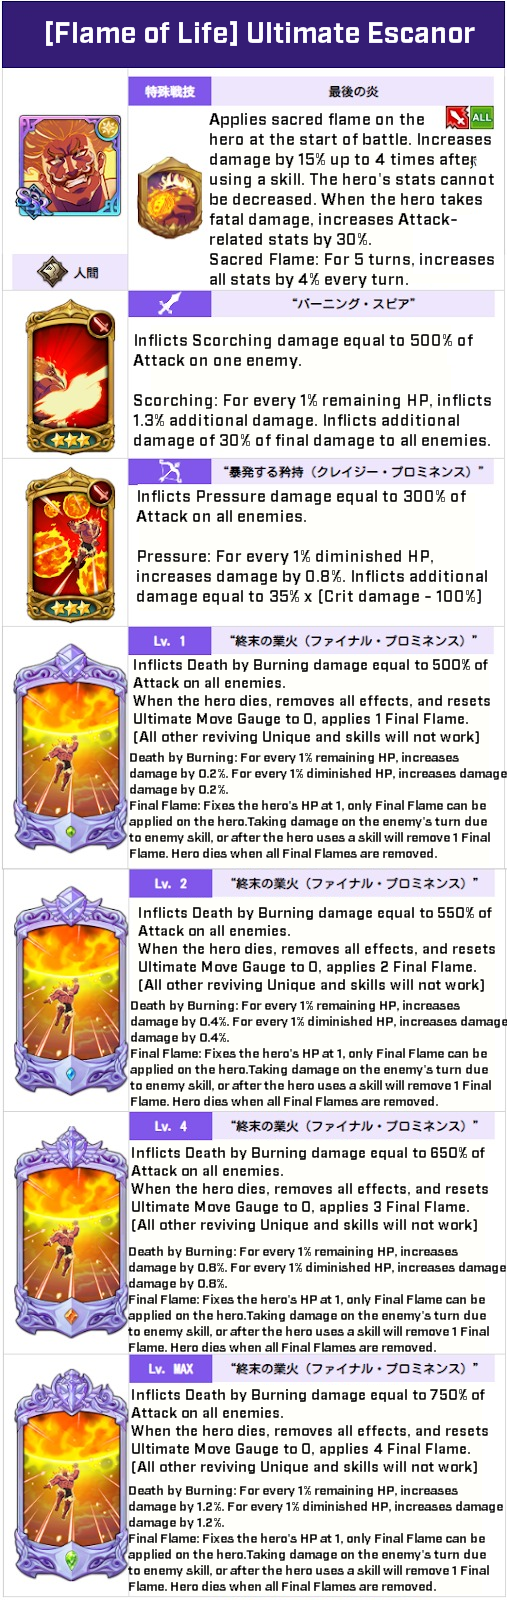 [Flame of Life] Ultimate Escanor
特殊戦技
最後の炎
Applies sacred flame on the
ALL
hero at the start of battle. Increases
damage by 15% up to 4 times after
using a skill. The hero's stats cannot
be decreased. When the hero takes
fatal damage, increases Attack-
related stats by 30%.
Sacred Flame: For 5 turns, increases
all stats by 4% every turn.
SR
人間
“バーニング・スピア”
Inflicts Scorching damage equal to 500% of
Attack on one enemy.
Scorching: For every 1% remaining HP, inflicts
1.3% additional damage. Inflicts additional
damage of 30% of final damage to all enemies.
“暴発する矜持（クレイジー・プロミネンス）”
Inflicts Pressure damage equal to 300% of
Attack on all enemies.
Pressure: For every 1% diminished HP,
increases damage by 0.8%. Inflicts additional
damage equal to 35% x (Crit damage - 100%)
Lv. 1
“終末の業火（ファイナル・プロミネンス）”
Inflicts Death by Burning damage equal to 500% of
Attack on all enemies.
When the hero dies, removes all effects, and resets
Ultimate Move Gauge to 0, applies 1 Final Flame.
(All other reviving Unique and skills will not work)
Death by Burning: For every 1% remaining HP, increases
damage by 0.2%. For every 1% diminished HP, increases damage
damage by 0.2%.
Final Flame: Fixes the hero's HP at 1, only Final Flame can be
applied on the hero.Taking damage on the enemy's turn due
to enemy skill, or after the hero uses a skill will remove 1 Final
Flame. Hero dies when all Final Flames are removed.
Lv. 2
“終末の業火（ファイナル・プロミネンス）”
Inflicts Death by Burning damage equal to 550% of
Attack on all enemies.
When the hero dies, removes all effects, and resets
Ultimate Move Gauge to 0, applies 2 Final Flame.
(All other reviving Unique and skills will not work)
Death by Burning: For every 1% remaining HP, increases
damage by 0.4%. For every 1% diminished HP, increases damage
damage by 0.4%.
Final Flame: Fixes the hero's HP at 1, only Final Flame can be
applied on the hero.Taking damage on the enemy's turn due
to enemy skill, or after the hero uses a skill will remove 1 Final
Flame. Hero dies when all Final Flames are removed.
Lv. 4
“終末の業火（ファイナル・プロミネンス）”
Inflicts Death by Burning damage equal to 650% of
Attack on all enemies.
When the hero dies, removes all effects, and resets
Ultimate Move Gauge to 0, applies 3 Final Flame.
(All other reviving Unique and skills will not work)
Death by Burning: For every 1% remaining HP, increases
damage by 0.8%. For every 1% diminished HP, increases damage
damage by 0.8%.
Final Flame: Fixes the hero's HP at 1, only Final Flame can be
applied on the hero.Taking damage on the enemy's turn due
to enemy skill, or after the hero uses a skill will remove 1 Final
Flame. Hero dies when all Final Flames are removed.
Lv. MAX
“終末の業火（ファイナル・プロミネンス）”
Inflicts Death by Burning damage equal to 750% of
Attack on all enemies.
When the hero dies, removes all effects, and resets
Ultimate Move Gauge to 0, applies 4 Final Flame.
(All other reviving Unique and skills will not work)
Death by Burning: For every 1% remaining HP, increases
damage by 1.2%. For every 1% diminished HP, increases damage
damage by 1.2%.
Final Flame: Fixes the hero's HP at 1, only Final Flame can be
applied on the hero.Taking damage on the enemy's turn due
to enemy skill, or after the hero uses a skill will remove 1 Final
Flame. Hero dies when all Final Flames are removed.